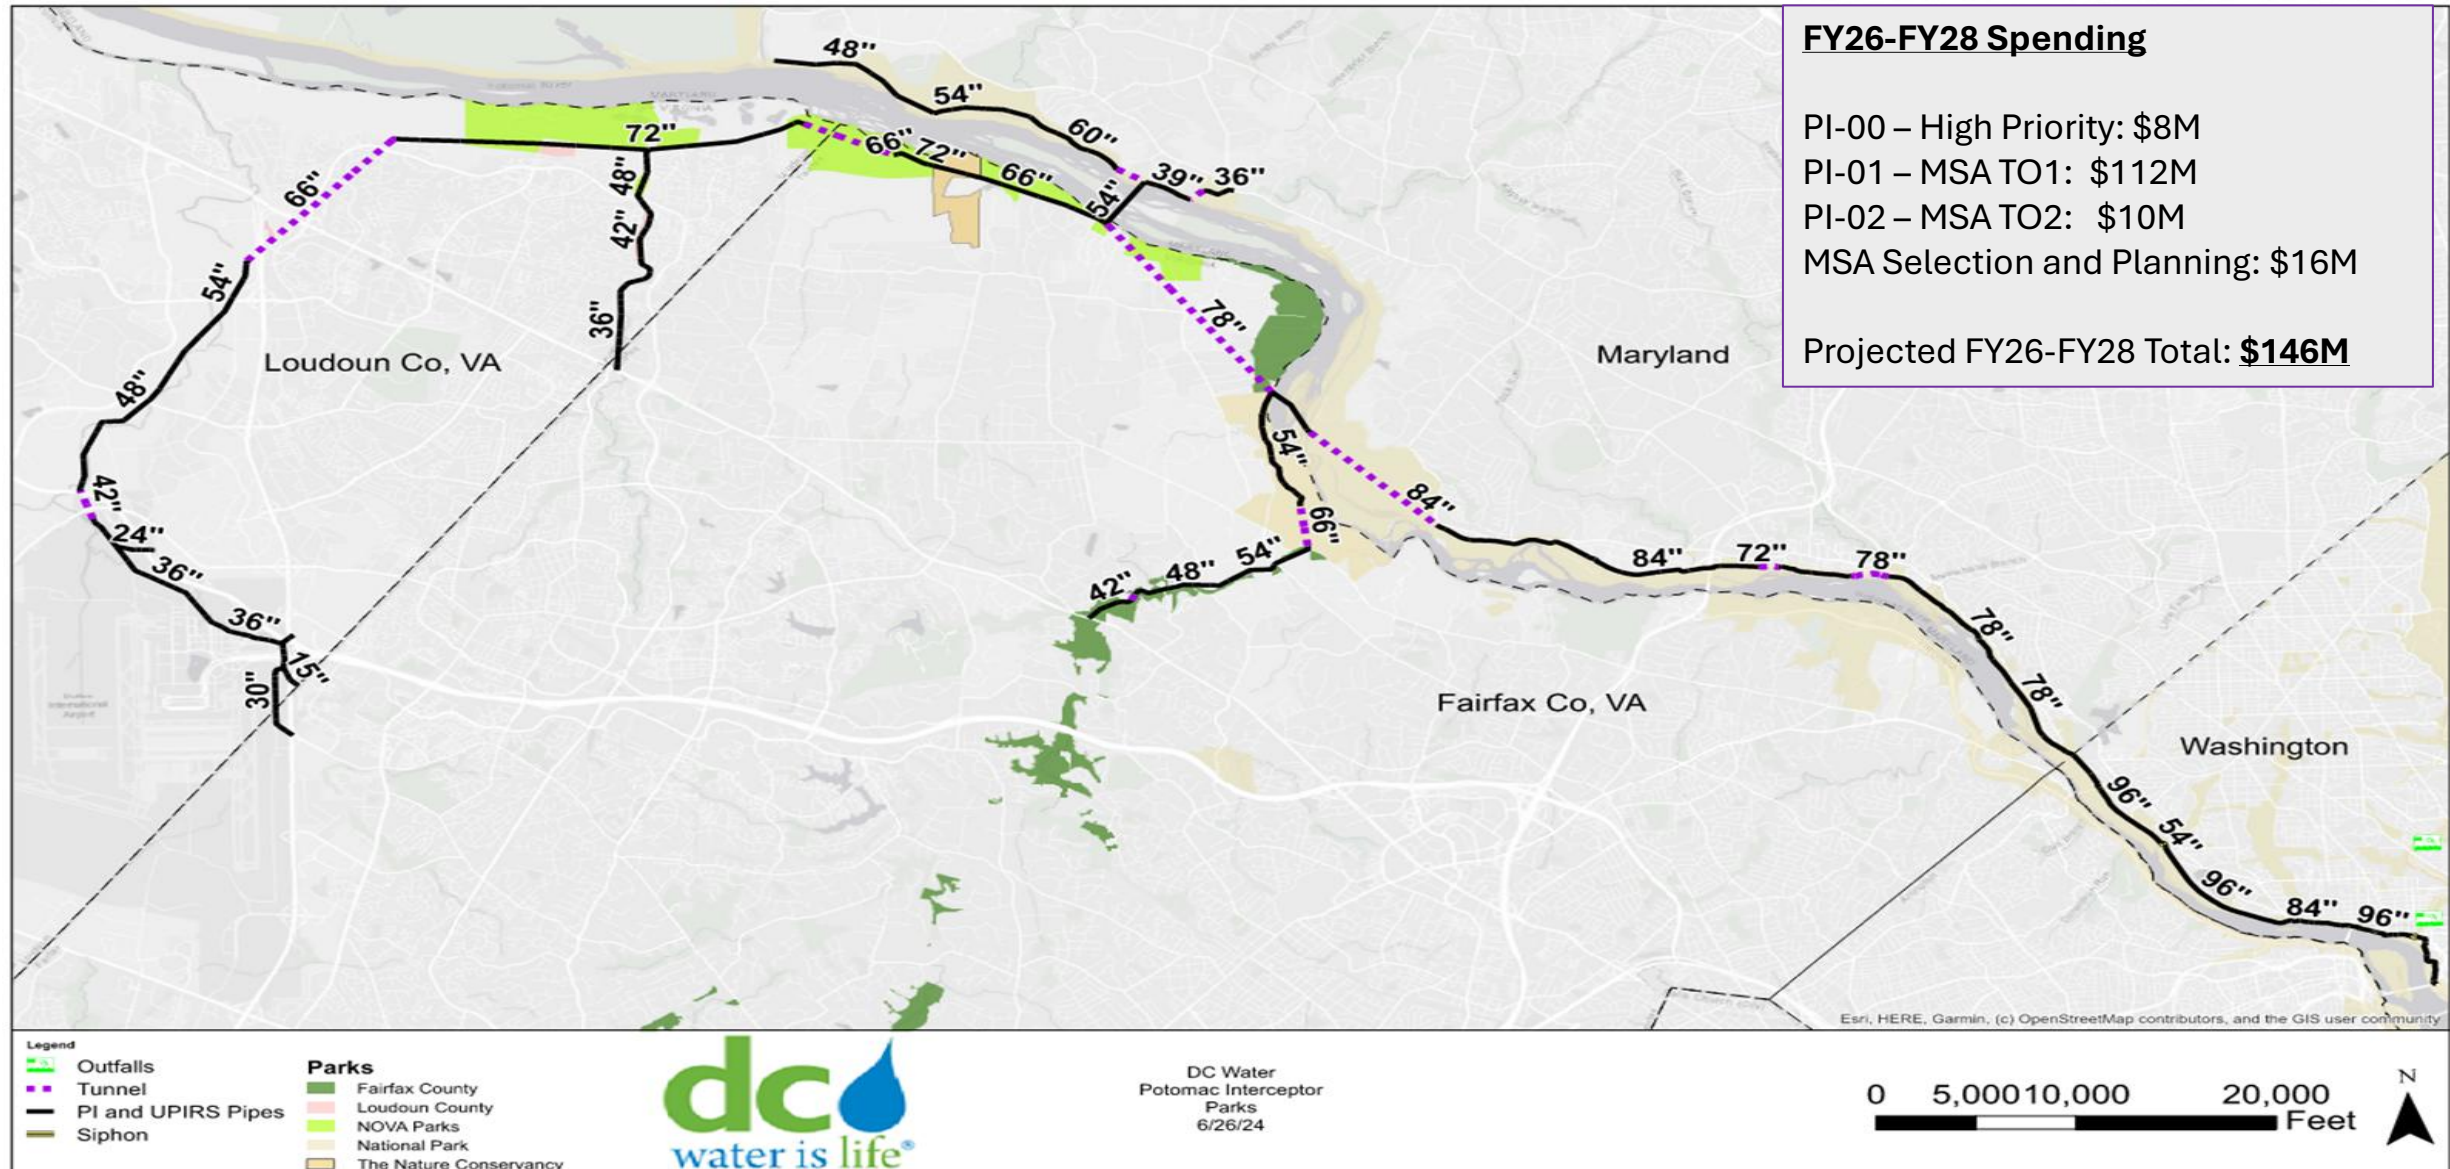 FY26-FY28 Spending
PI-00 – High Priority: $8M
PI-01 – MSA TO1: $112M
PI-02 – MSA TO2: $10M
MSA Selection and Planning: $16M
Projected FY26-FY28 Total: $146M
48"
54"
60"
39"
36"
72"
66"
72"
66"
54"
66"
48"
42"
36"
54"
48"
42"
24"
36"
36"
15"
30"
78"
54"
66"
84"
42"
48"
54"
84"
72"
78"
78"
78"
96"
54"
96"
84"
96"
Loudoun Co, VA
Maryland
Fairfax Co, VA
Washington
Esri, HERE, Garmin, (c) OpenStreetMap contributors, and the GIS user community
Legend
Outfalls
Tunnel
PI and UPIRS Pipes
Siphon
Parks
Fairfax County
Loudoun County
NOVA Parks
National Park
The Nature Conservancy
dc
water is life®
DC Water
Potomac Interceptor
Parks
6/26/24
0 5,000 10,000 20,000
Feet
N